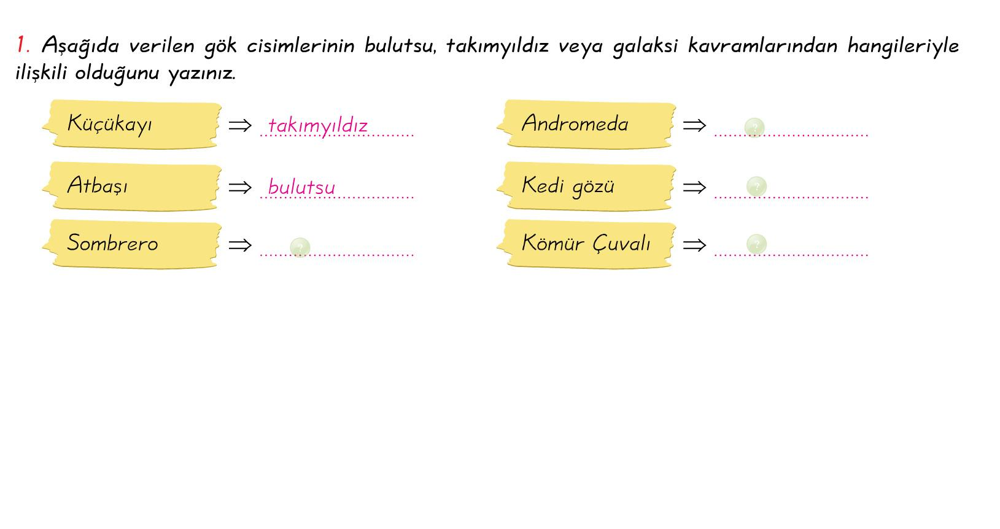 1. Aşağıda verilen gök cisimlerinin bulutsu, takımyıldız veya galaksi kavramlarından hangileriyle
ilişkili olduğunu yazınız.
Küçükayı ⇒ takımyıldız
Atbaşı ⇒ bulutsu
Sombrero ⇒ ?
Andromeda ⇒ ?
Kedi gözü ⇒ ?
Kömür Çuvalı ⇒ ?